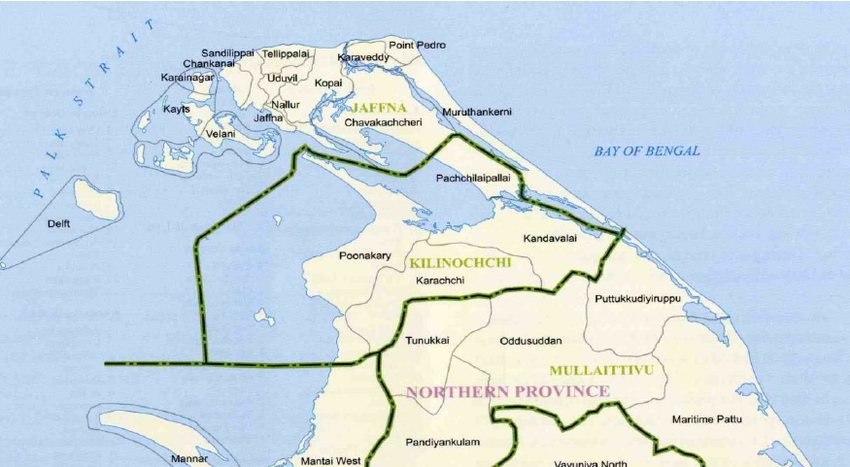 PALK STRAIT
Point Pedro
Sandilippai
Tellippalai
Karaveddy
Chankanai
Karainagar
Uduvil
Kopai
Kayts
Nallur
JAFFNA
Muruthankerni
Jaffna
Chavakachcheri
Velani
BAY OF BENGAL
Pachchilaipallai
Delft
Kandavalai
Poonakary
KILINOCHCHI
Karachchi
Puttukkudiyiruppu
Tunukkai
Oddusuddan
MULLAITTIVU
NORTHERN PROVINCE
Maritime Pattu
Pandiyankulam
Mannar
Mantai West
Vavuniya North